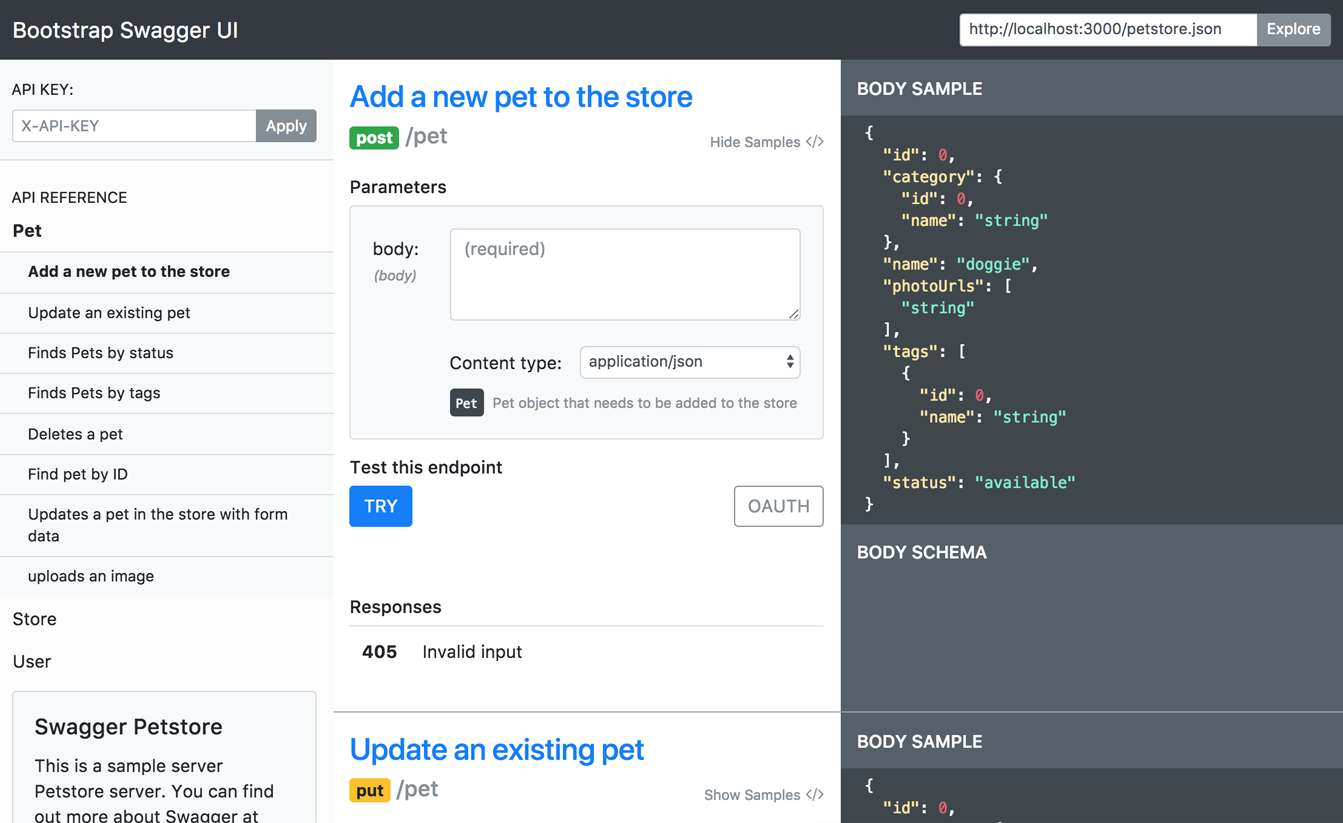 Bootstrap Swagger UI
http://localhost:3000/petstore.json
Explore
API KEY:
X-API-KEY
Apply
API REFERENCE
Pet
Add a new pet to the store
Update an existing pet
Finds Pets by status
Finds Pets by tags
Deletes a pet
Find pet by ID
Updates a pet in the store with form
data
uploads an image
Store
User
Swagger Petstore
This is a sample server
Petstore server. You can find
out more about Swagger at
Add a new pet to the store
post /pet
Hide Samples </>
Parameters
body:
(body)
(required)
Content type:
application/json
Pet Pet object that needs to be added to the store
Test this endpoint
TRY
OAUTH
Responses
405 Invalid input
Update an existing pet
put /pet
Show Samples </>
BODY SAMPLE
{
"id": 0,
"category": {
"id": 0,
"name": "string"
},
"name": "doggie",
"photoUrls": [
"string"
],
"tags": [
{
"id": 0,
"name": "string"
}
],
"status": "available"
}
BODY SCHEMA
BODY SAMPLE
{
"id": 0,